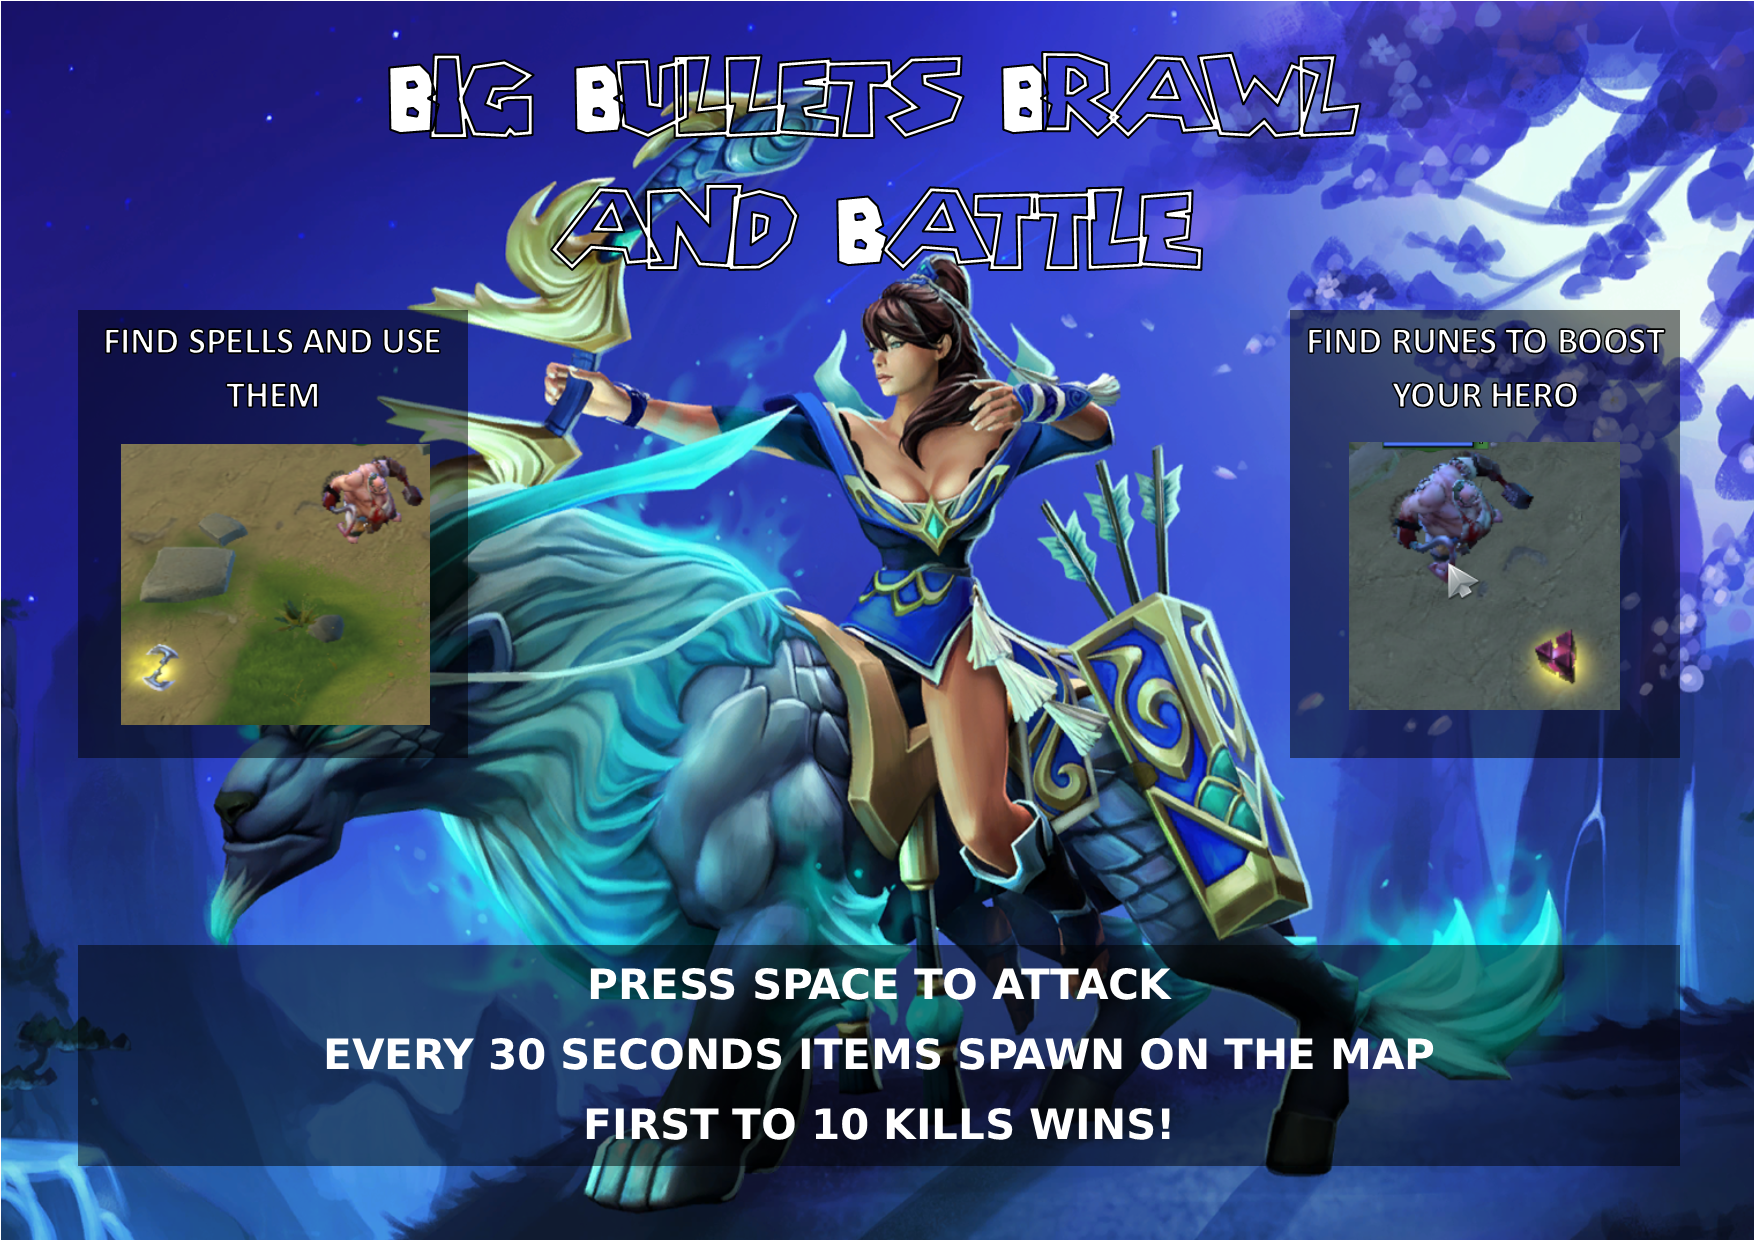 Big Bullets Brawl
and Battle
FIND SPELLS AND USE
THEM
FIND RUNES TO BOOST
YOUR HERO
PRESS SPACE TO ATTACK
EVERY 30 SECONDS ITEMS SPAWN ON THE MAP
FIRST TO 10 KILLS WINS!